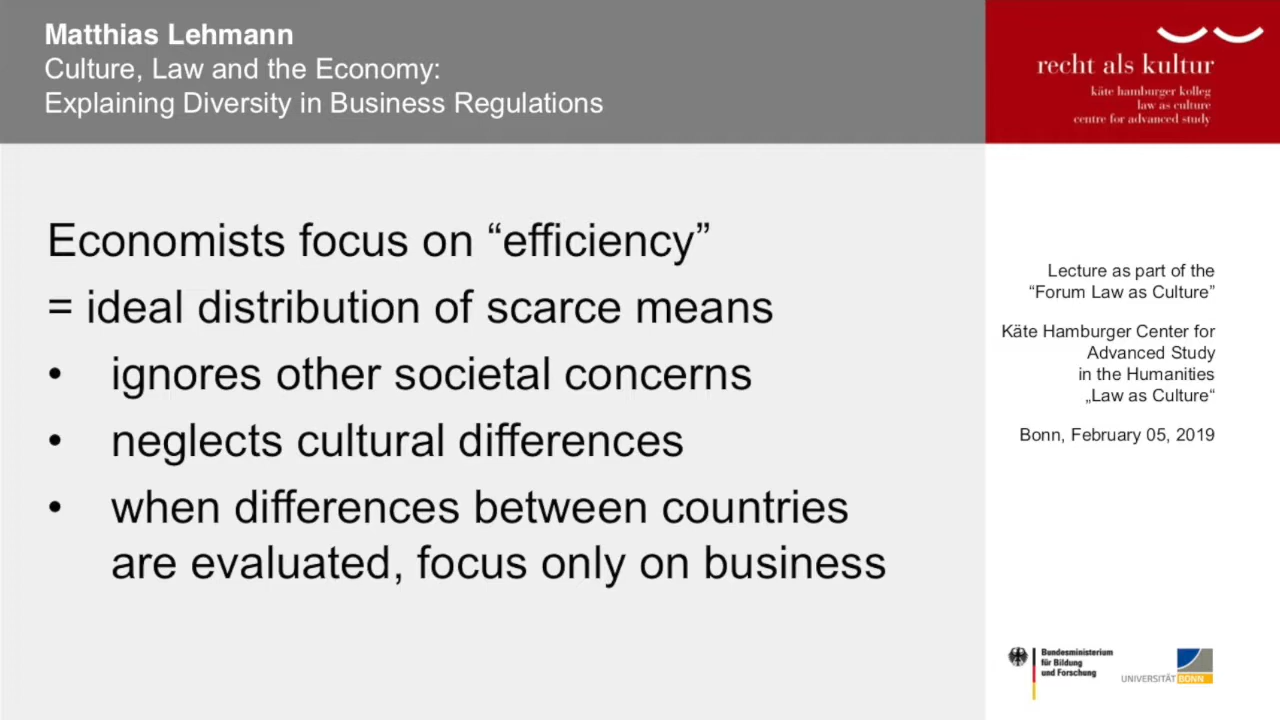 Matthias Lehmann
Culture, Law and the Economy:
Explaining Diversity in Business Regulations
recht als kultur
käte hamburger kolleg
law as culture
centre for advanced study
Economists focus on “efficiency”
= ideal distribution of scarce means
• ignores other societal concerns
• neglects cultural differences
• when differences between countries
are evaluated, focus only on business
Lecture as part of the
“Forum Law as Culture”
Käte Hamburger Center for
Advanced Study
in the Humanities
„Law as Culture“
Bonn, February 05, 2019
Bundesministerium
für Bildung
und Forschung
UNIVERSITÄT BONN